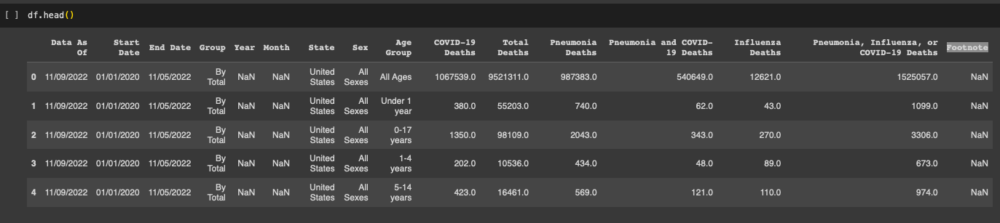 [ ] df.head()
Data As Of Start Date End Date Group Year Month State Sex Age Group COVID-19 Deaths Total Deaths Pneumonia Deaths Pneumonia and COVID-19 Deaths Influenza Deaths Pneumonia, Influenza, or COVID-19 Deaths Footnote
0 11/09/2022 01/01/2020 11/05/2022 By Total NaN NaN United States All Sexes All Ages 1067539.0 9521311.0 987383.0 540649.0 12621.0 1525057.0 NaN
1 11/09/2022 01/01/2020 11/05/2022 By Total NaN NaN United States All Sexes Under 1 year 380.0 55203.0 740.0 62.0 43.0 1099.0 NaN
2 11/09/2022 01/01/2020 11/05/2022 By Total NaN NaN United States All Sexes 0-17 years 1350.0 98109.0 2043.0 343.0 270.0 3306.0 NaN
3 11/09/2022 01/01/2020 11/05/2022 By Total NaN NaN United States All Sexes 1-4 years 202.0 10536.0 434.0 48.0 89.0 673.0 NaN
4 11/09/2022 01/01/2020 11/05/2022 By Total NaN NaN United States All Sexes 5-14 years 423.0 16461.0 569.0 121.0 110.0 974.0 NaN